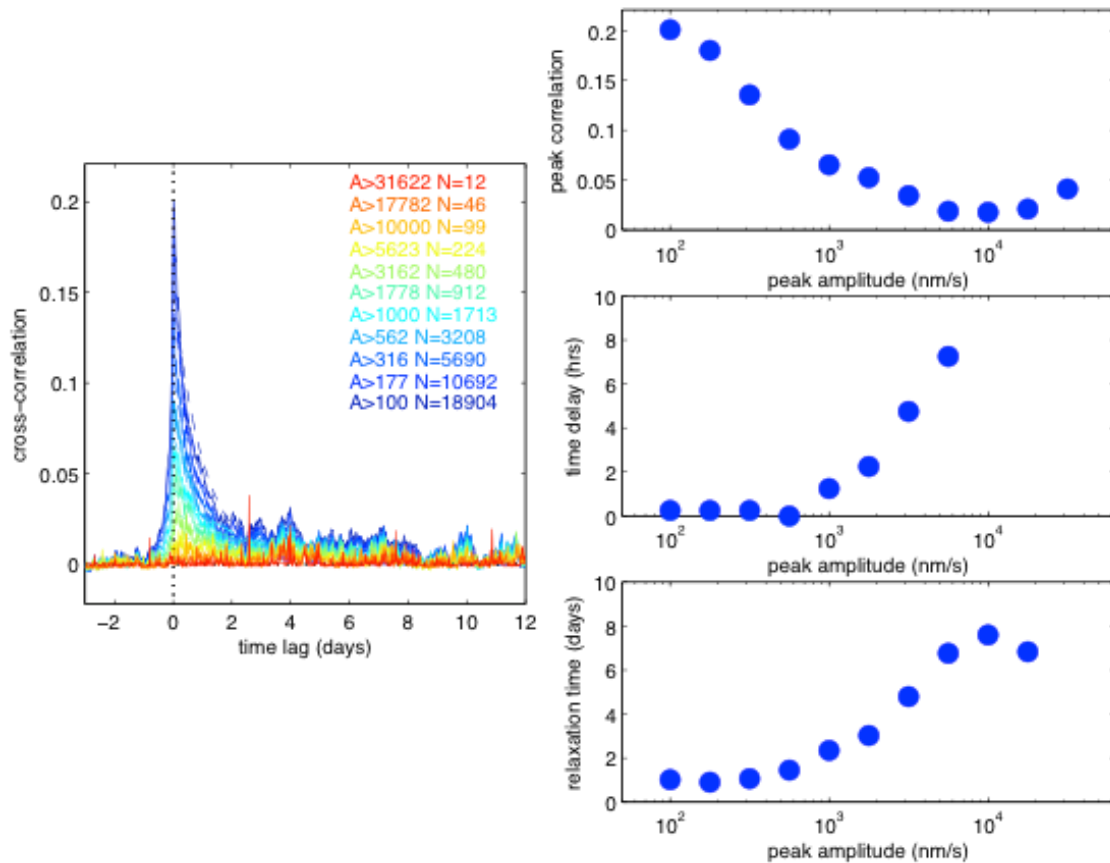 cross-correlation
0.2
0.15
0.1
0.05
0
A>31622 N=12
A>17782 N=46
A>10000 N=99
A>5623 N=224
A>3162 N=480
A>1778 N=912
A>1000 N=1713
A>562 N=3208
A>316 N=5690
A>177 N=10692
A>100 N=18904
−2 0 2 4 6 8 10 12
time lag (days)
peak correlation
0.2
0.15
0.1
0.05
0
10² 10³ 10⁴
peak amplitude (nm/s)
time delay (hrs)
10
8
6
4
2
0
10² 10³ 10⁴
peak amplitude (nm/s)
relaxation time (days)
10
8
6
4
2
0
10² 10³ 10⁴
peak amplitude (nm/s)